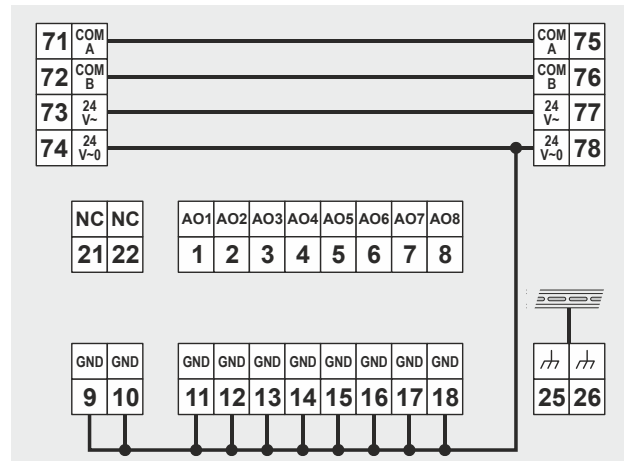 71 COM A COM A 75
72 COM B COM B 76
73 24 V~ 24 V~ 77
74 24 V~0 24 V~0 78
NC NC AO1 AO2 AO3 AO4 AO5 AO6 AO7 AO8
21 22 1 2 3 4 5 6 7 8
GND GND GND GND GND GND GND GND GND GND
9 10 11 12 13 14 15 16 17 18 25 26